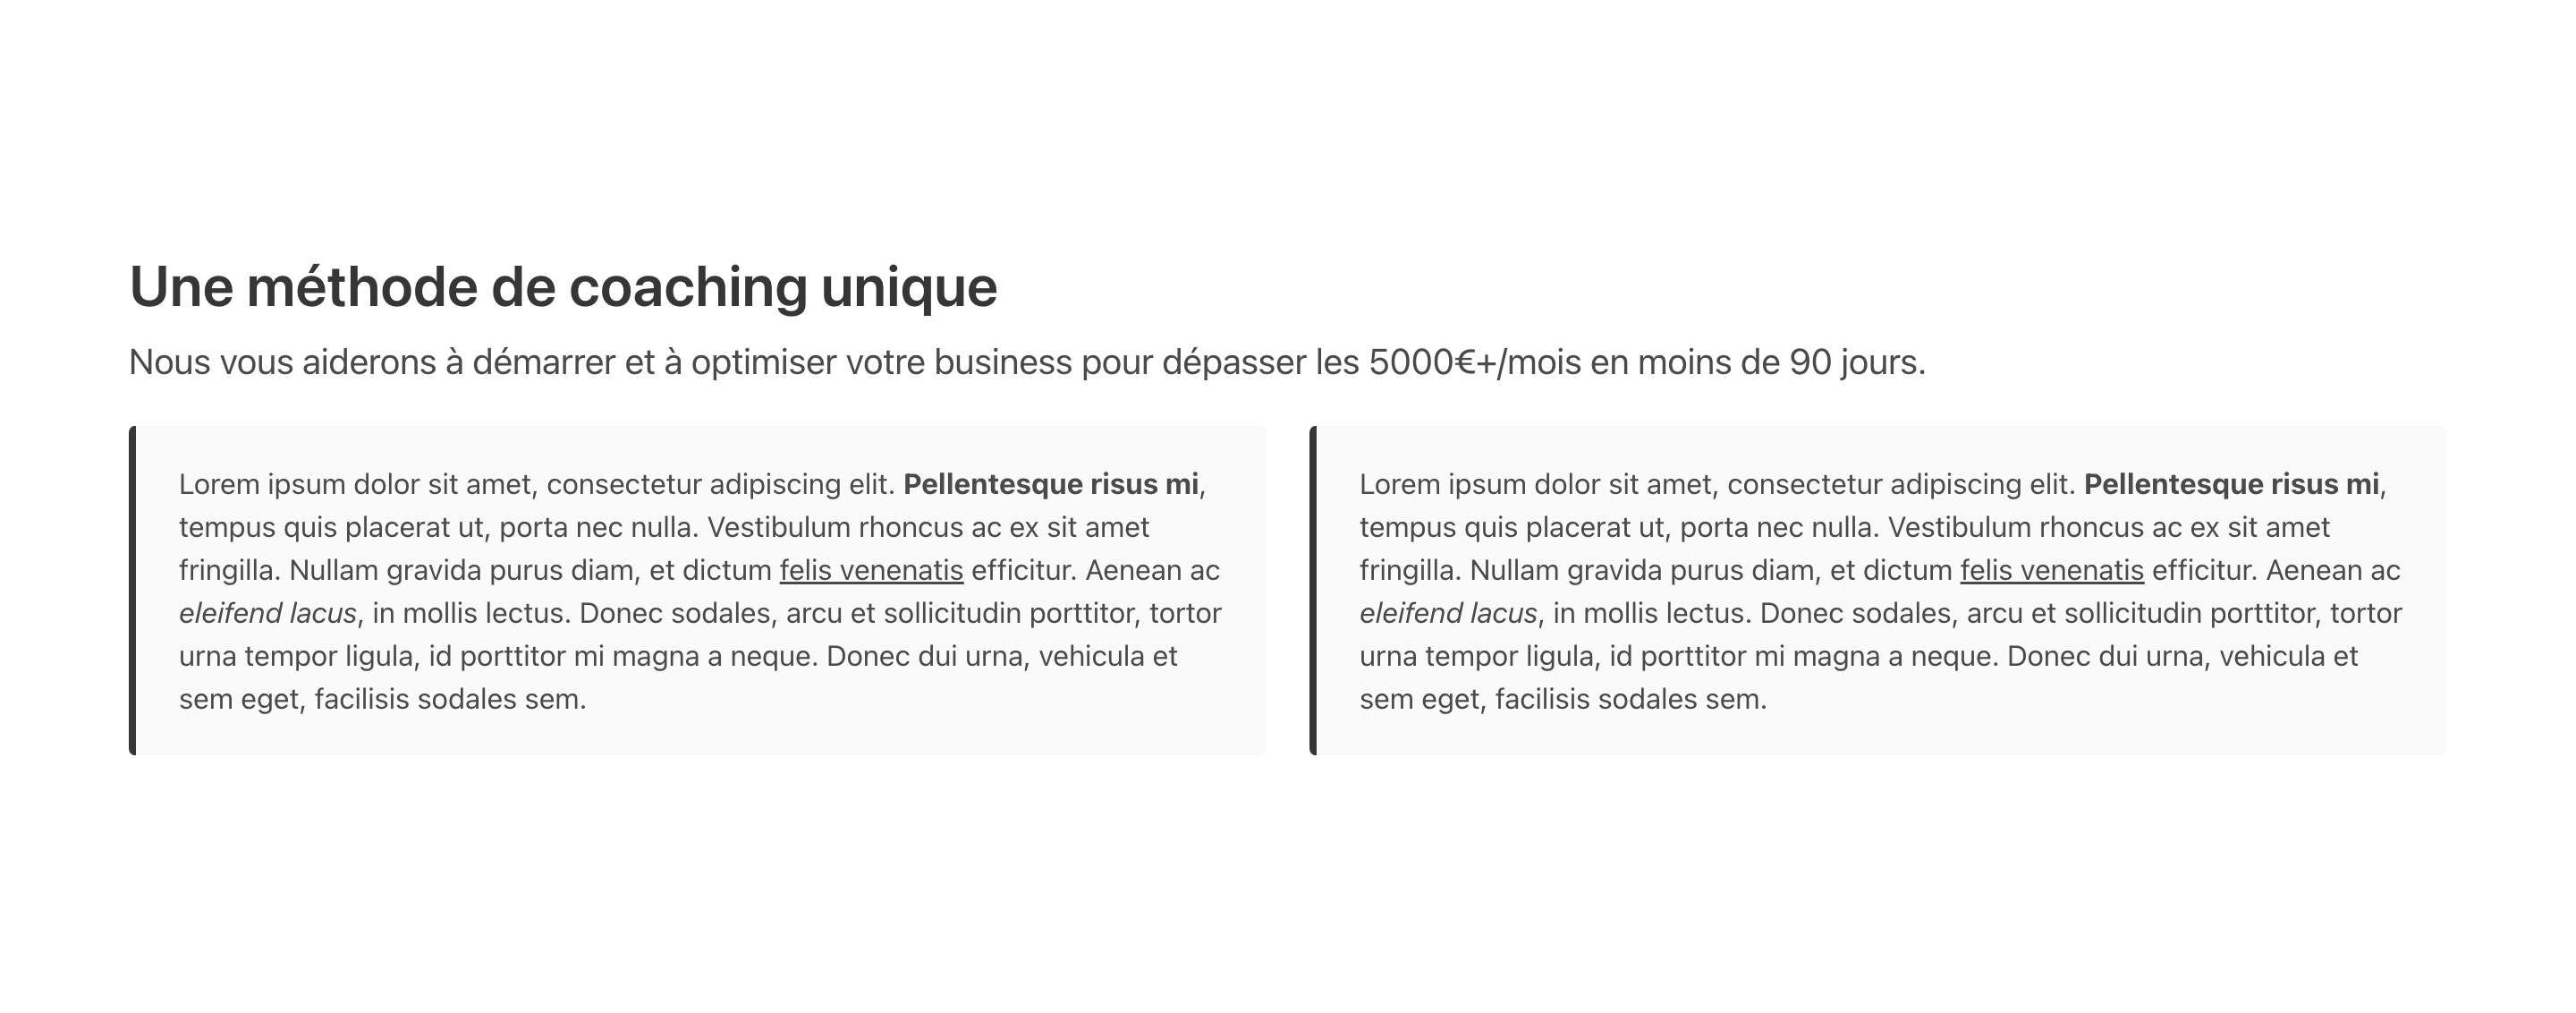 Une méthode de coaching unique
Nous vous aiderons à démarrer et à optimiser votre business pour dépasser les 5000€+/mois en moins de 90 jours.
Lorem ipsum dolor sit amet, consectetur adipiscing elit. Pellentesque risus mi,
tempus quis placerat ut, porta nec nulla. Vestibulum rhoncus ac ex sit amet
fringilla. Nullam gravida purus diam, et dictum felis venenatis efficitur. Aenean ac
eleifend lacus, in mollis lectus. Donec sodales, arcu et sollicitudin porttitor, tortor
urna tempor ligula, id porttitor mi magna a neque. Donec dui urna, vehicula et
sem eget, facilisis sodales sem.
Lorem ipsum dolor sit amet, consectetur adipiscing elit. Pellentesque risus mi,
tempus quis placerat ut, porta nec nulla. Vestibulum rhoncus ac ex sit amet
fringilla. Nullam gravida purus diam, et dictum felis venenatis efficitur. Aenean ac
eleifend lacus, in mollis lectus. Donec sodales, arcu et sollicitudin porttitor, tortor
urna tempor ligula, id porttitor mi magna a neque. Donec dui urna, vehicula et
sem eget, facilisis sodales sem.